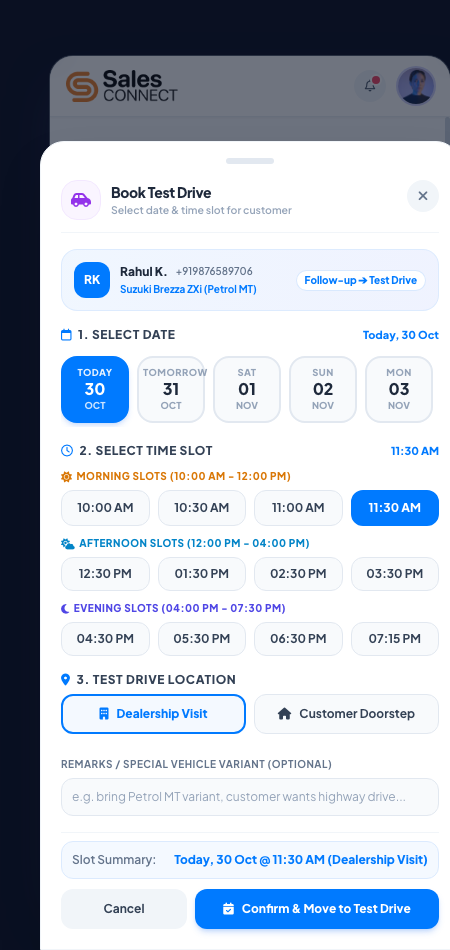 Sales
CONNECT
Book Test Drive
Select date & time slot for customer
RK
Rahul K. +919876589706
Suzuki Brezza ZXi (Petrol MT)
Follow-up → Test Drive
1. SELECT DATE
Today, 30 Oct
TODAY
30
OCT
TOMORROW
31
OCT
SAT
01
NOV
SUN
02
NOV
MON
03
NOV
2. SELECT TIME SLOT
11:30 AM
MORNING SLOTS (10:00 AM – 12:00 PM)
10:00 AM
10:30 AM
11:00 AM
11:30 AM
AFTERNOON SLOTS (12:00 PM – 04:00 PM)
12:30 PM
01:30 PM
02:30 PM
03:30 PM
EVENING SLOTS (04:00 PM – 07:30 PM)
04:30 PM
05:30 PM
06:30 PM
07:15 PM
3. TEST DRIVE LOCATION
Dealership Visit
Customer Doorstep
REMARKS / SPECIAL VEHICLE VARIANT (OPTIONAL)
e.g. bring Petrol MT variant, customer wants highway drive...
Slot Summary: Today, 30 Oct @ 11:30 AM (Dealership Visit)
Cancel
Confirm & Move to Test Drive